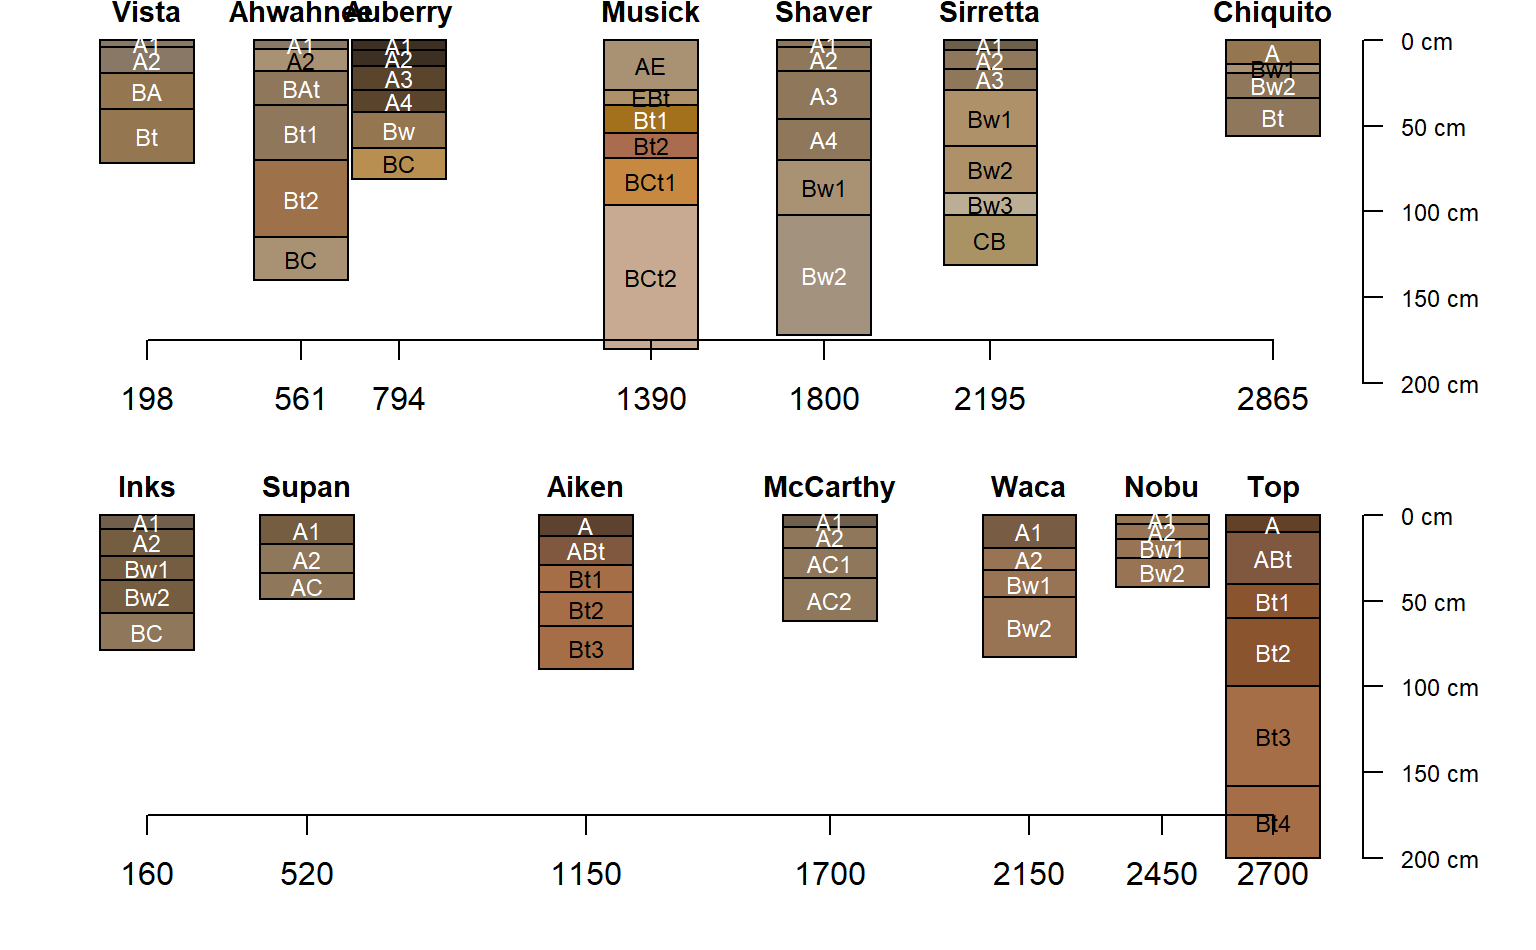 Vista Ahwahnee Auberry Musick Shaver Sirretta Chiquito
A1
A2
BA
Bt
A1
A2
BAt
Bt1
Bt2
BC
A1
A2
A3
A4
Bw
BC
AE
EBt
Bt1
Bt2
BCt1
BCt2
A1
A2
A3
A4
Bw1
Bw2
A1
A2
A3
Bw1
Bw2
Bw3
CB
A
Bw1
Bw2
Bt
0 cm
50 cm
100 cm
150 cm
200 cm
198 561 794 1390 1800 2195 2865
Inks Supan Aiken McCarthy Waca Nobu Top
A1
A2
Bw1
Bw2
BC
A1
A2
AC
A
ABt
Bt1
Bt2
Bt3
A1
A2
AC1
AC2
A1
A2
Bw1
Bw2
A1
A2
Bw1
Bw2
A
ABt
Bt1
Bt2
Bt3
Bt4
0 cm
50 cm
100 cm
150 cm
200 cm
160 520 1150 1700 2150 2450 2700